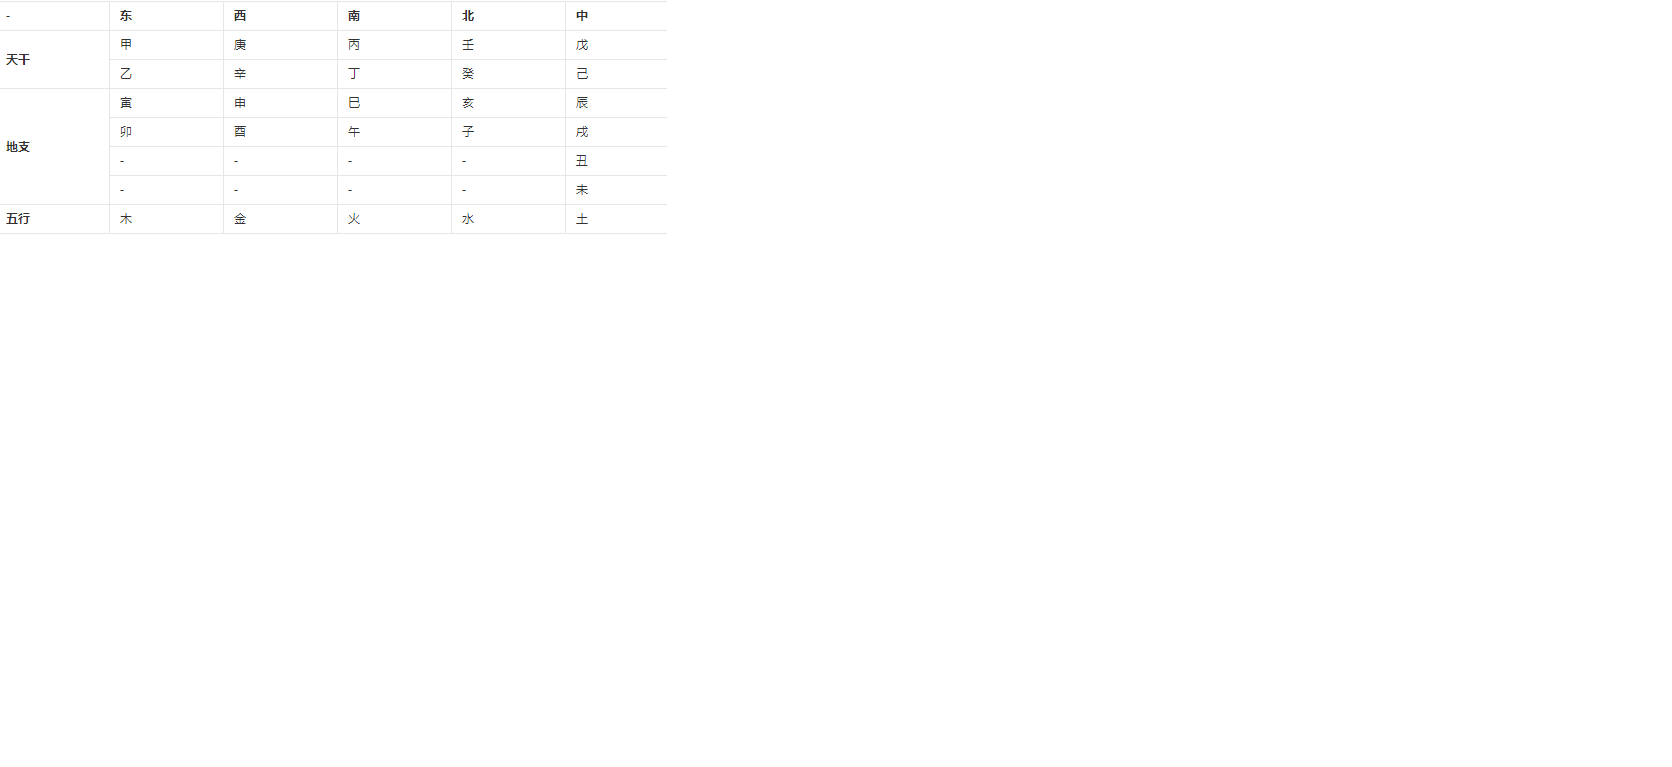 - 东 西 南 北 中
天干 甲 庚 丙 壬 戊
乙 辛 丁 癸 己
地支 寅 申 巳 亥 辰
卯 酉 午 子 戌
- - - - 丑
- - - - 未
五行 木 金 火 水 土